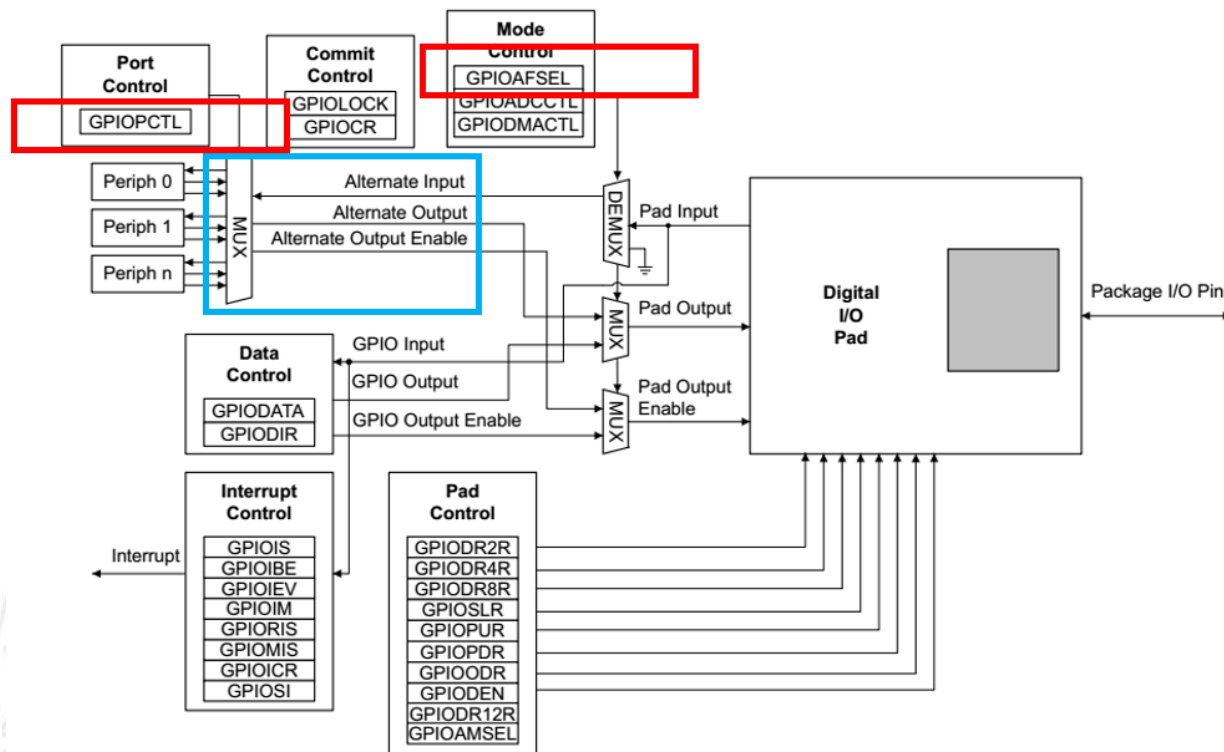 Port
Control
GPIOPCTL
Commit
Control
GPIOLOCK
GPIOCR
Mode
Control
GPIOAFSEL
GPIOADCCTL
GPIODMACTL
Periph 0
Periph 1
Periph n
MUX
Alternate Input
Alternate Output
Alternate Output Enable
DEMUX
Pad Input
MUX
Pad Output
MUX
Pad Output
Enable
Digital
I/O
Pad
Package I/O Pin
Data
Control
GPIODATA
GPIODIR
GPIO Input
GPIO Output
GPIO Output Enable
Interrupt
Control
GPIOIS
GPIOIBE
GPIOIEV
GPIOIM
GPIORIS
GPIOMIS
GPIOICR
GPIOSI
Interrupt
Pad
Control
GPIODR2R
GPIODR4R
GPIODR8R
GPIOSLR
GPIOPUR
GPIOPDR
GPIOODR
GPIODEN
GPIODR12R
GPIOAMSEL